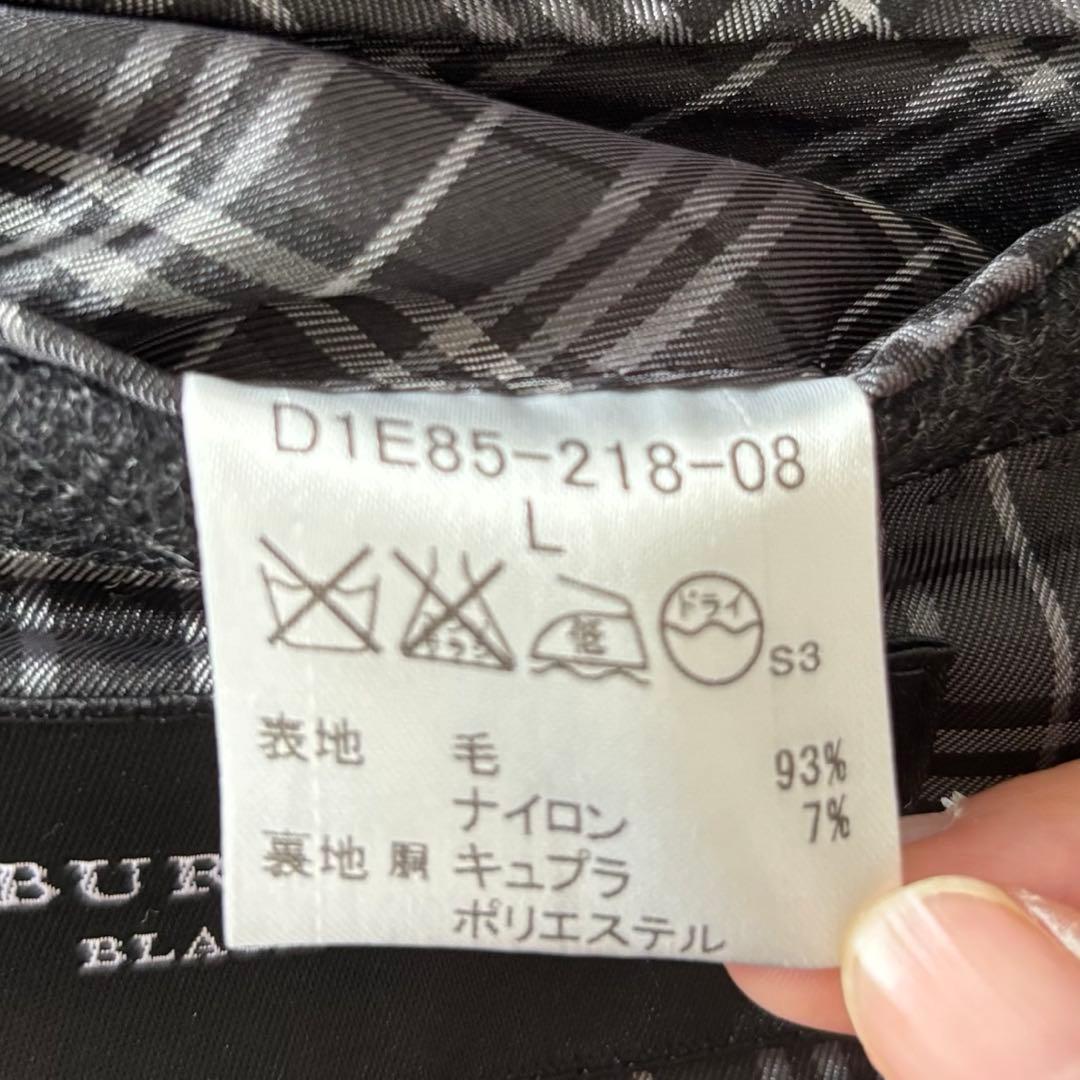 D1E85-218-08
L
低 ドライ
S3
表地 毛 93%
ナイロン 7%
裏地 胴 キュプラ
ポリエステル
BUR
BLA